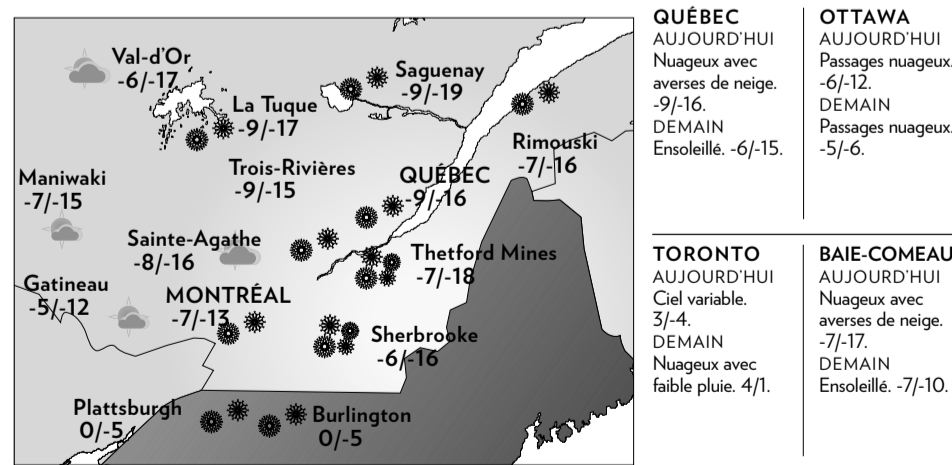 Val-d'Or
-6/-17
Saguenay
-9/-19
La Tuque
-9/-17
Rimouski
-7/-16
Trois-Rivières
-9/-15
QUÉBEC
-9/-16
Maniwaki
-7/-15
Sainte-Agathe
-8/-16
Thetford Mines
-7/-18
Gatineau
-5/-12
MONTRÉAL
-7/-13
Sherbrooke
-6/-16
Plattsburgh
0/-5
Burlington
0/-5
QUÉBEC
AUJOURD'HUI
Nuageux avec
averses de neige.
-9/-16.
DEMAIN
Ensoleillé. -6/-15.
OTTAWA
AUJOURD'HUI
Passages nuageux.
-6/-12.
DEMAIN
Passages nuageux.
-5/-6.
TORONTO
AUJOURD'HUI
Ciel variable.
3/-4.
DEMAIN
Nuageux avec
faible pluie. 4/1.
BAIE-COMEAU
AUJOURD'HUI
Nuageux avec
averses de neige.
-7/-17.
DEMAIN
Ensoleillé. -7/-10.